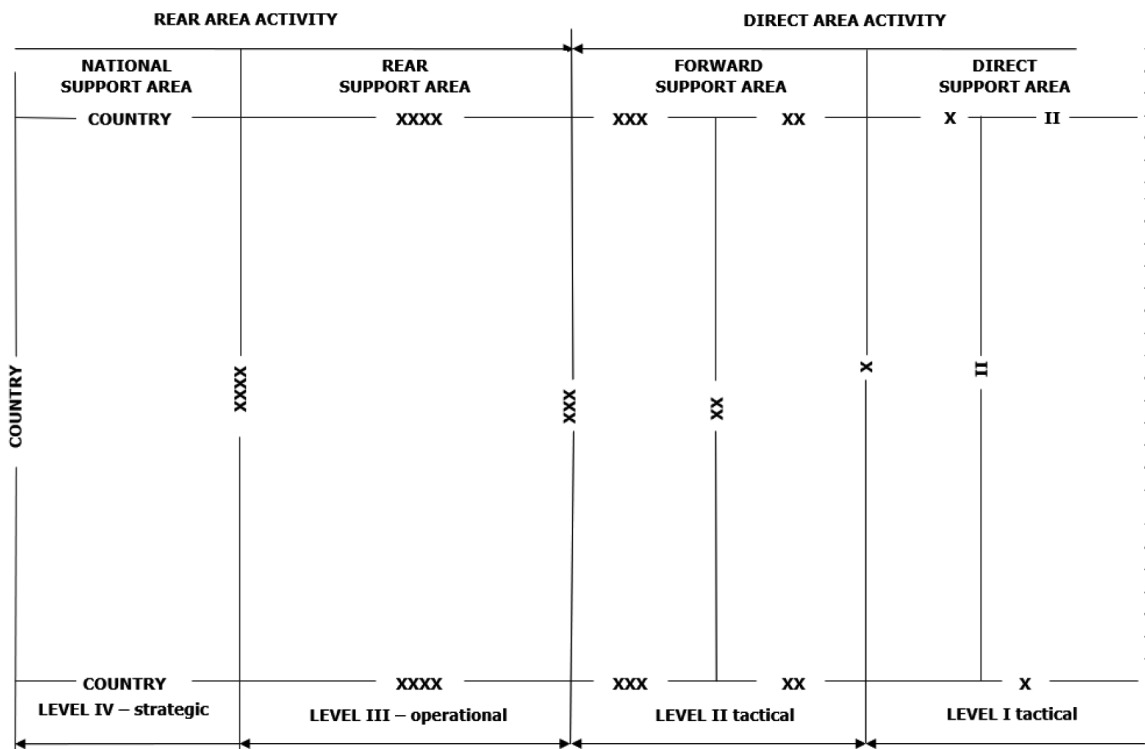 REAR AREA ACTIVITY
DIRECT AREA ACTIVITY
NATIONAL
SUPPORT AREA
REAR
SUPPORT AREA
FORWARD
SUPPORT AREA
DIRECT
SUPPORT AREA
COUNTRY
XXXX
XXX
XX
X
II
COUNTRY
XXXX
XXX
XX
X
II
COUNTRY
XXXX
XXX
XX
X
LEVEL IV – strategic
LEVEL III – operational
LEVEL II tactical
LEVEL I tactical